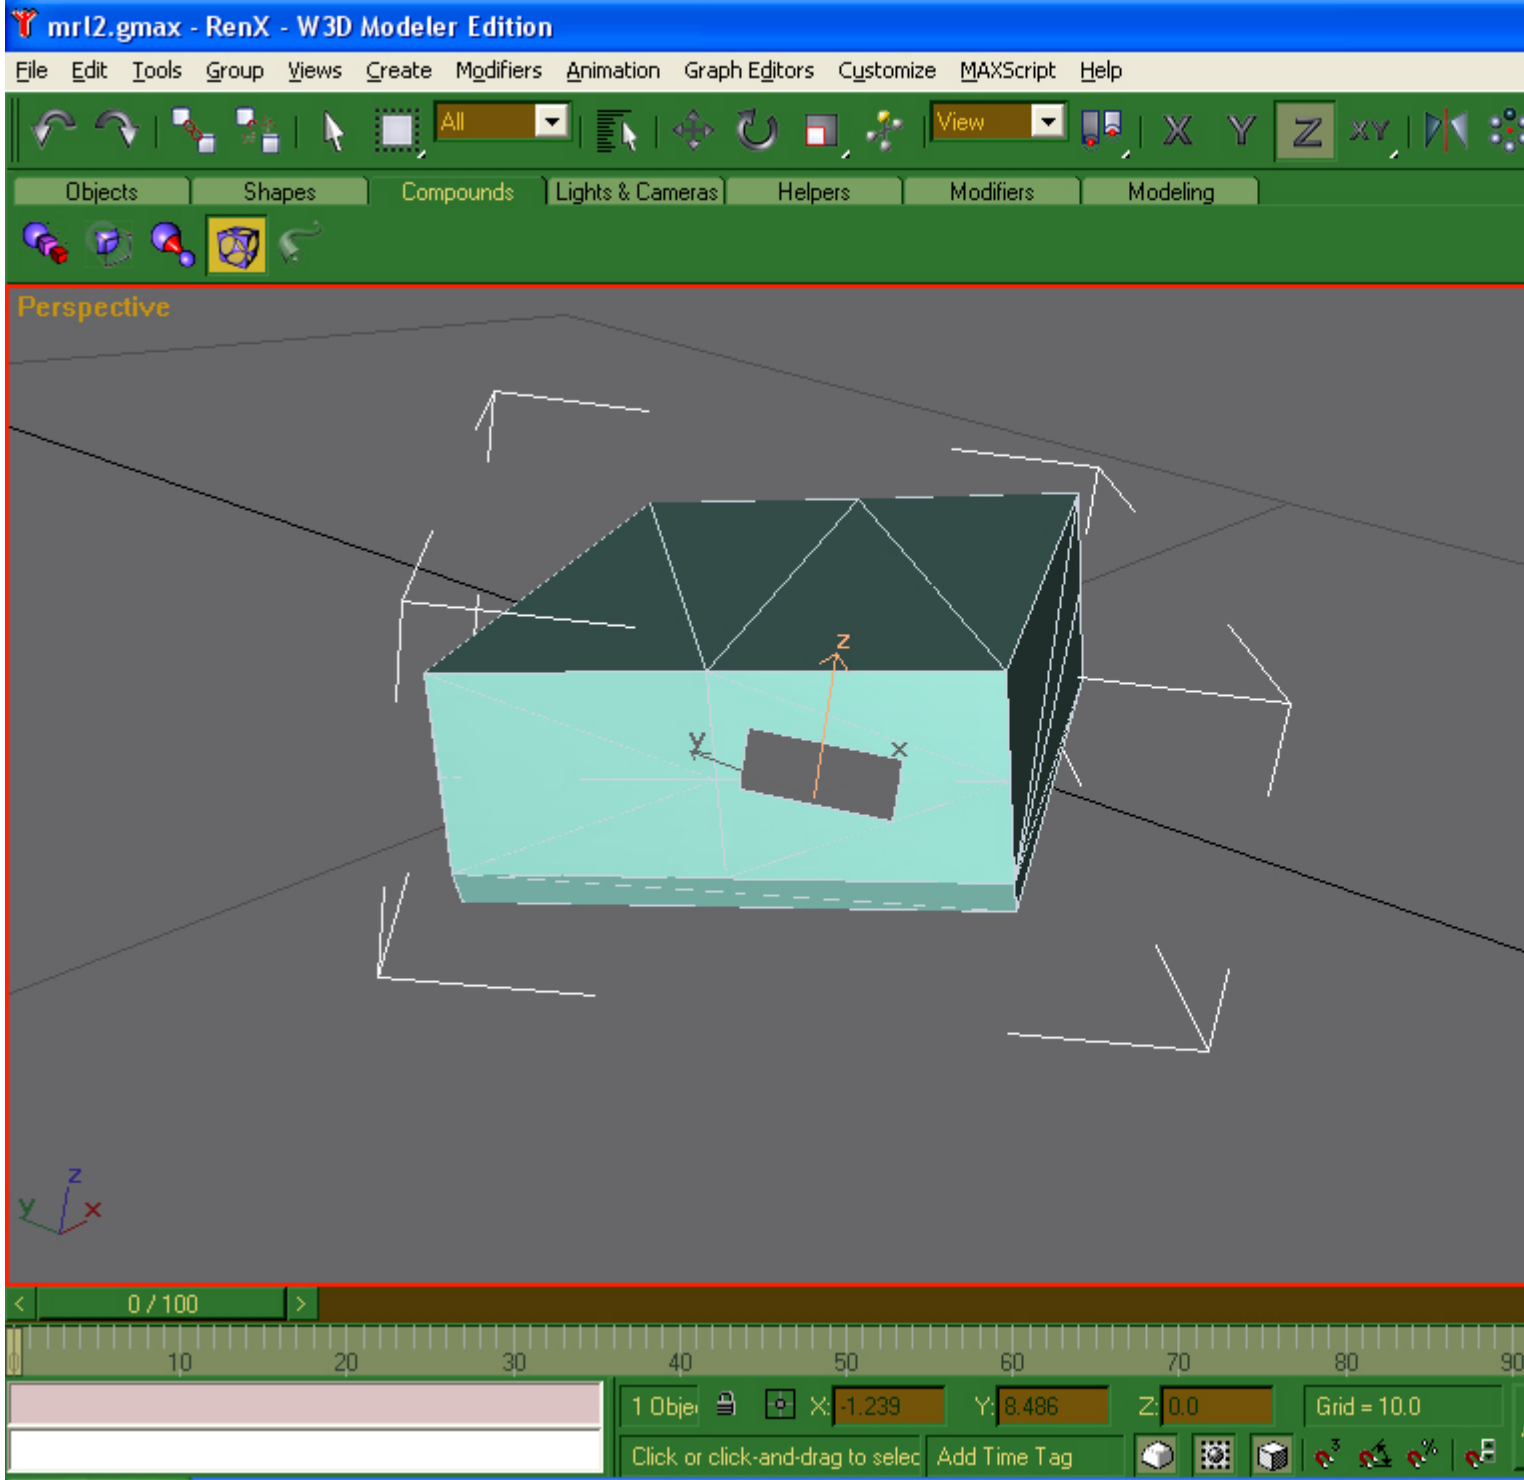 mrl2.gmax - RenX - W3D Modeler Edition
File Edit Tools Group Views Create Modifiers Animation Graph Editors Customize MAXScript Help
All View X Y Z XY
Objects Shapes Compounds Lights & Cameras Helpers Modifiers Modeling
Perspective
z
y x
z
y x
< 0 / 100 >
0 10 20 30 40 50 60 70 80 90
1 Obje X: -1.239 Y: 8.486 Z: 0.0 Grid = 10.0
Click or click-and-drag to selec Add Time Tag 3 %